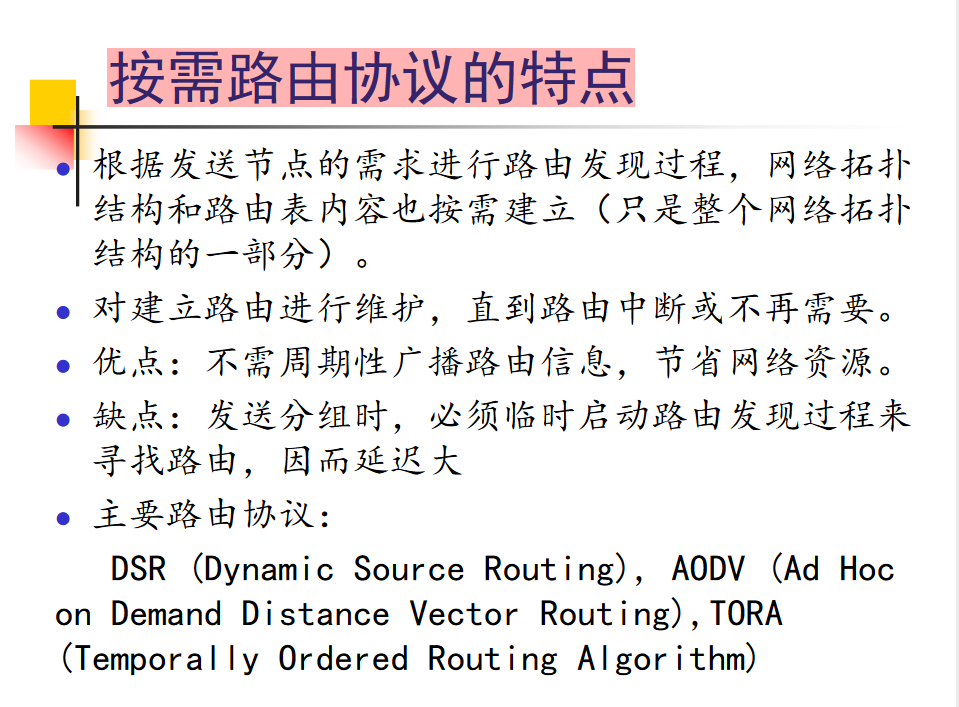 按需路由协议的特点
根据发送节点的需求进行路由发现过程，网络拓扑
结构和路由表内容也按需建立（只是整个网络拓扑
结构的一部分）。
对建立路由进行维护，直到路由中断或不再需要。
优点：不需周期性广播路由信息，节省网络资源。
缺点：发送分组时，必须临时启动路由发现过程来
寻找路由，因而延迟大
主要路由协议：
DSR (Dynamic Source Routing), AODV (Ad Hoc
on Demand Distance Vector Routing),TORA
(Temporally Ordered Routing Algorithm)